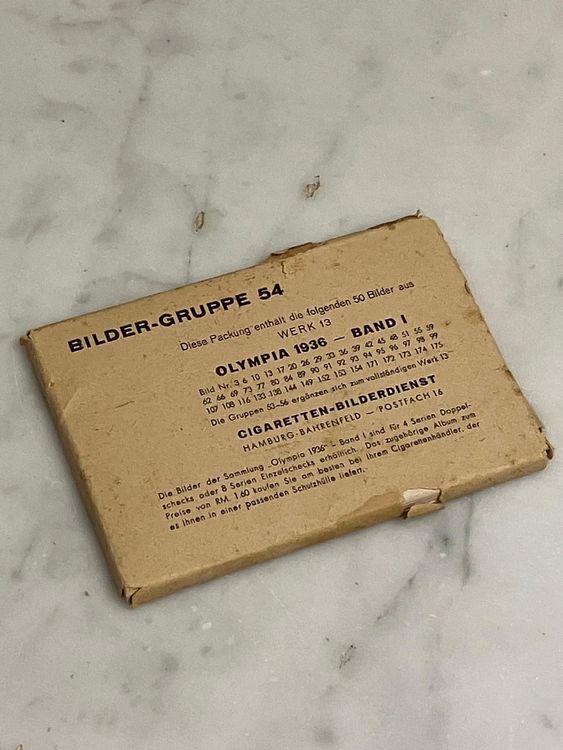 BILDER-GRUPPE 54
Diese Packung enthält die folgenden 50 Bilder aus
WERK 13
OLYMPIA 1936 — BAND I
Bild Nr. 3 6 10 13 17 20 26 29 33 36 39 42 45 48 51 55 59
62 66 69 73 77 80 84 89 90 91 92 93 94 95 96 97 98 99
107 108 116 133 138 144 149 152 153 154 171 172 173 174 175
Die Gruppen 53—56 ergänzen sich zum vollständigen Werk 13
CIGARETTEN-BILDERDIENST
HAMBURG-BAHRENFELD — POSTFACH 16
Die Bilder der Sammlung „Olympia 1936" - Band I sind für 4 Serien Doppel-
schecks oder 8 Serien Einzelschecks erhältlich. Das zugehörige Album zum
Preise von RM. 1.60 kaufen Sie am besten bei Ihrem Cigarettenhändler, der
es Ihnen in einer passenden Schutzhülle liefert.